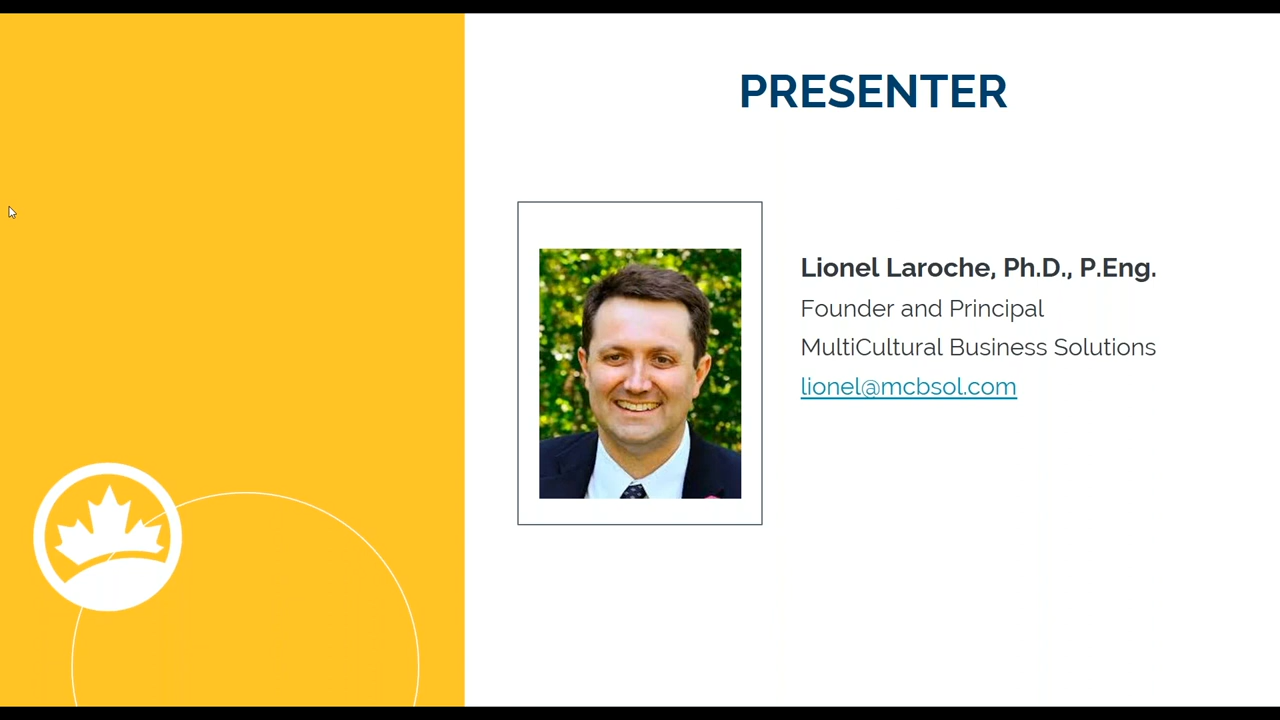 PRESENTER
Lionel Laroche, Ph.D., P.Eng.
Founder and Principal
MultiCultural Business Solutions
lionel@mcbsol.com